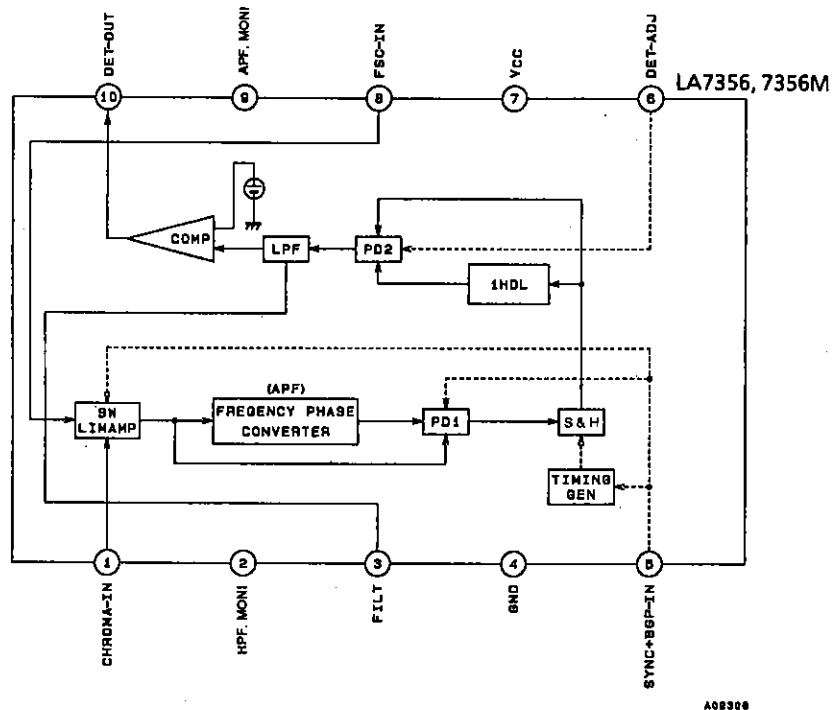 DET-OUT
APF. MONI
FSC-IN
VCC
DET-ADJ
10
9
8
7
6
LA7356, 7356M
COMP
LPF
PD2
1HDL
(APF)
SW
LIMAMP
FREGENCY PHASE
CONVERTER
PD1
S&H
TIMING
GEN
1
2
3
4
5
CHROMA-IN
HPF. MONI
FILT
GND
SYNC+BGP-IN
A02306